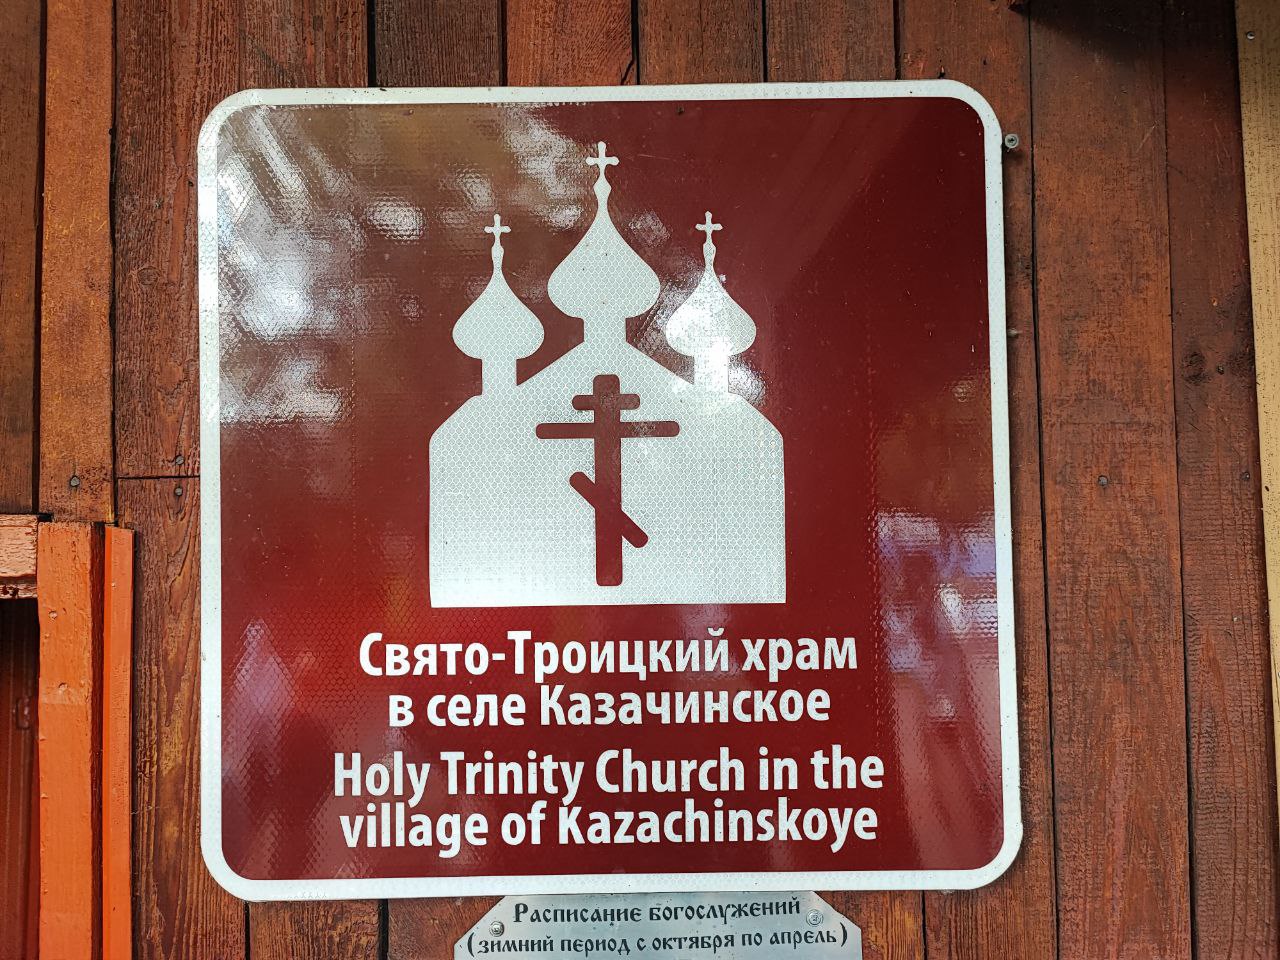 Свято-Троицкий храм
в селе Казачинское
Holy Trinity Church in the
village of Kazachinskoye
Расписание богослужений
(зимний период с октября по апрель)